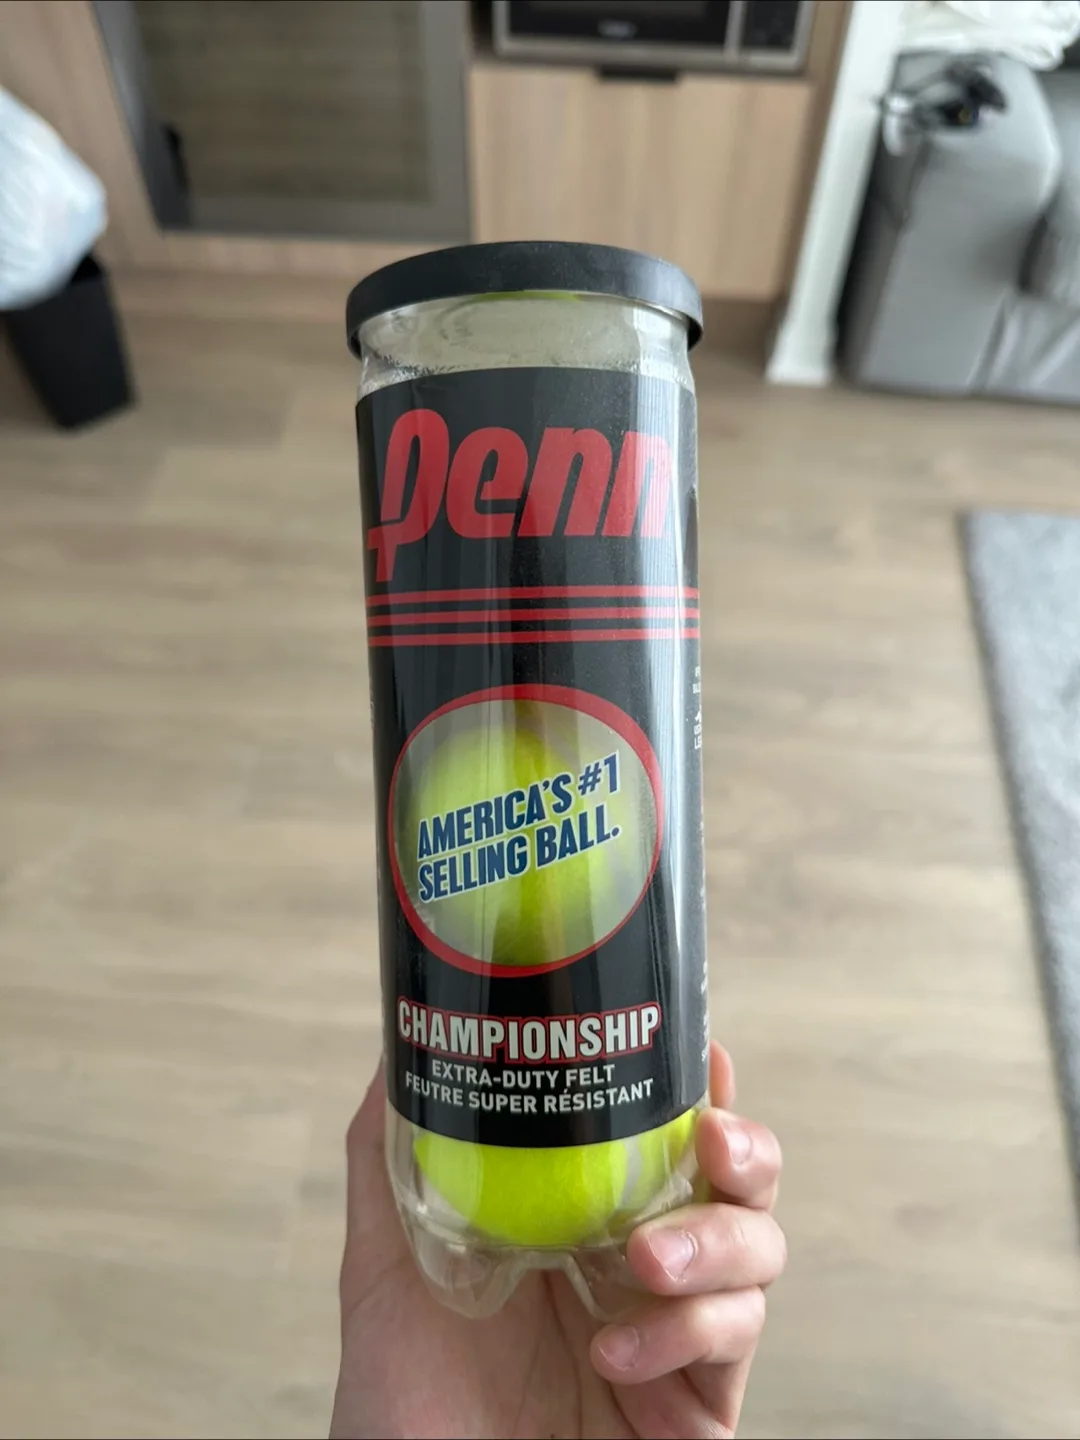 Penn
AMERICA'S #1
SELLING BALL.
CHAMPIONSHIP
EXTRA-DUTY FELT
FEUTRE SUPER RÉSISTANT